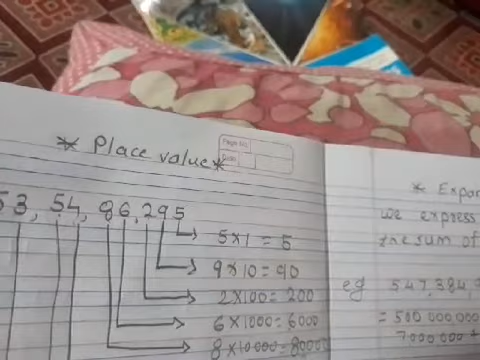 * Place value *
Page No.
Date
53, 54, 86, 295
5 × 1 = 5
9 × 10 = 90
2 × 100 = 200
6 × 1000 = 6000
8 × 10000 = 80000
* Expan
we express
the sum of
eg 547,384,9
= 500 000 000
7000 000 +